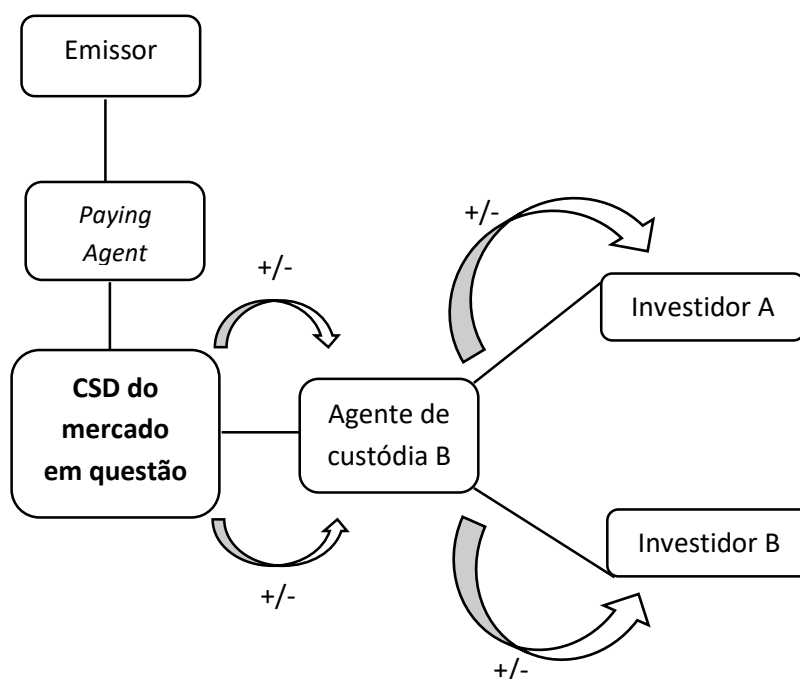 Emissor
Paying
Agent
+/-
+/-
Investidor A
CSD do
mercado
em questão
Agente de
custódia B
Investidor B
+/-
+/-